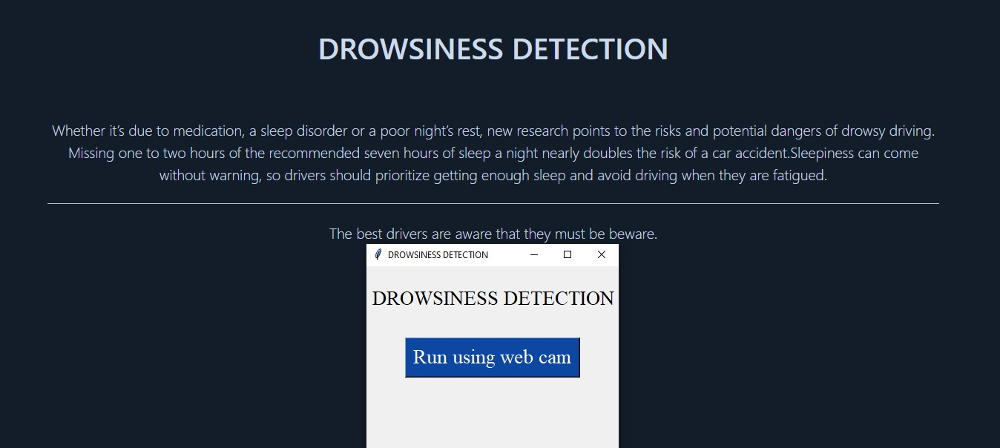 DROWSINESS DETECTION
Whether it’s due to medication, a sleep disorder or a poor night’s rest, new research points to the risks and potential dangers of drowsy driving.
Missing one to two hours of the recommended seven hours of sleep a night nearly doubles the risk of a car accident.Sleepiness can come
without warning, so drivers should prioritize getting enough sleep and avoid driving when they are fatigued.
The best drivers are aware that they must be beware.
DROWSINESS DETECTION
DROWSINESS DETECTION
Run using web cam